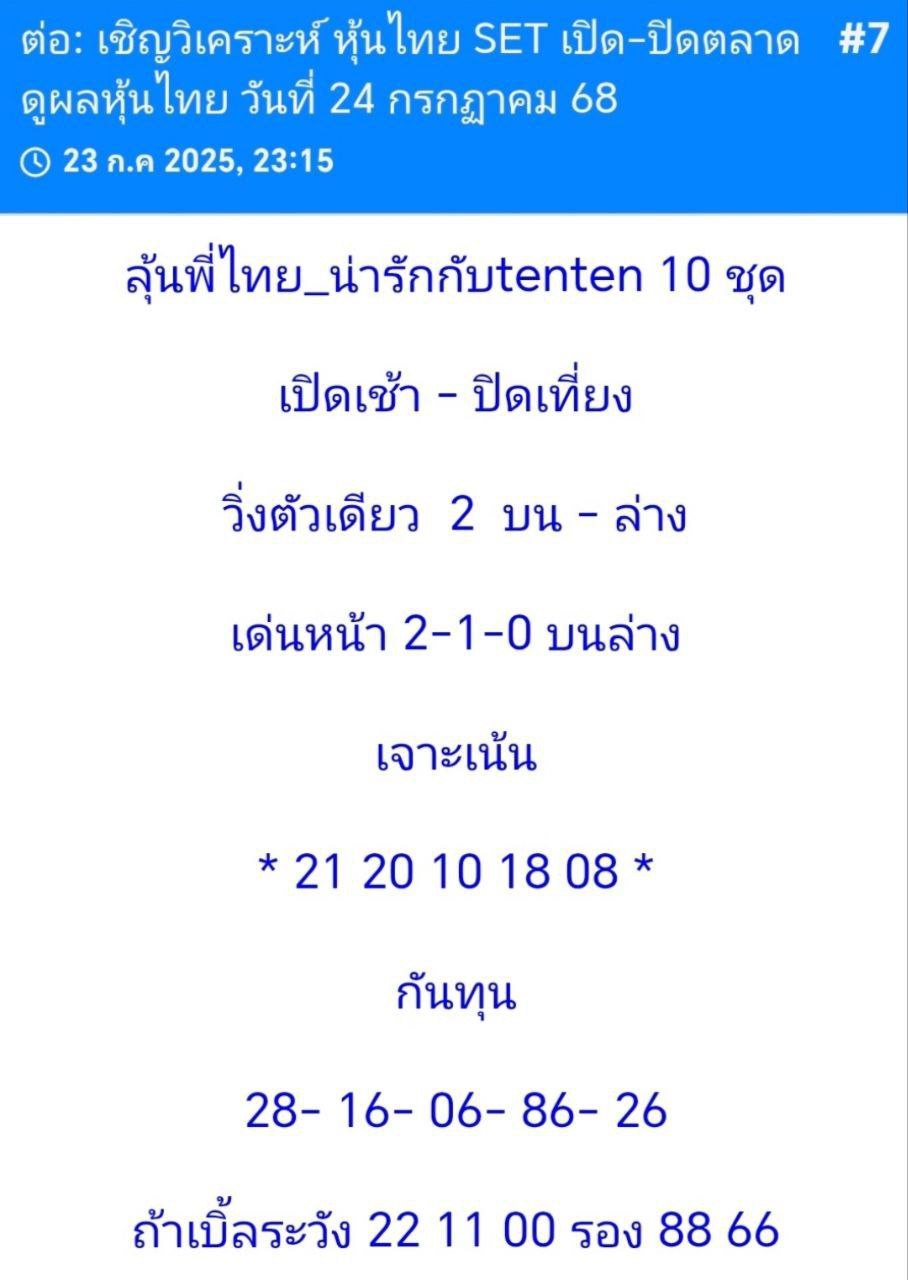 ต่อ: เชิญวิเคราะห์ หุ้นไทย SET เปิด-ปิดตลาด #7
ดูผลหุ้นไทย วันที่ 24 กรกฏาคม 68
23 ก.ค 2025, 23:15
ลุ้นพี่ไทย_น่ารักกับtenten 10 ชุด
เปิดเช้า - ปิดเที่ยง
วิ่งตัวเดียว 2 บน - ล่าง
เด่นหน้า 2-1-0 บนล่าง
เจาะเน้น
* 21 20 10 18 08 *
กันทุน
28- 16- 06- 86- 26
ถ้าเบิ้ลระวัง 22 11 00 รอง 88 66